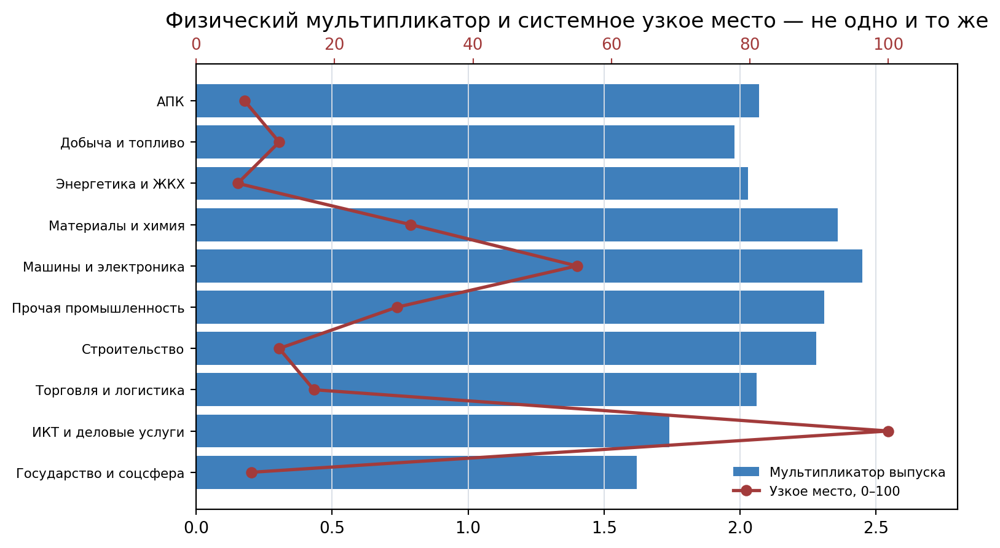 Физический мультипликатор и системное узкое место — не одно и то же
0 20 40 60 80 100
АПК
Добыча и топливо
Энергетика и ЖКХ
Материалы и химия
Машины и электроника
Прочая промышленность
Строительство
Торговля и логистика
ИКТ и деловые услуги
Государство и соцсфера
Мультипликатор выпуска
Узкое место, 0–100
0.0 0.5 1.0 1.5 2.0 2.5